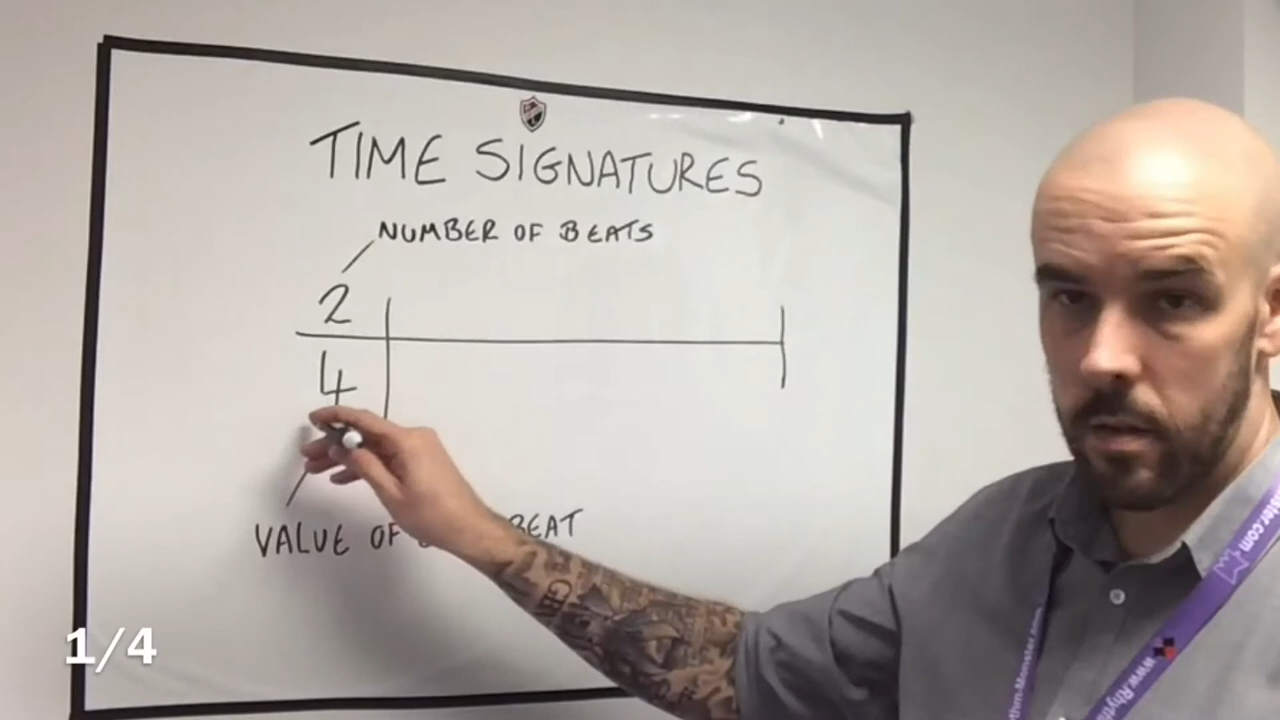 TIME SIGNATURES
NUMBER OF BEATS
2
4
VALUE OF BEAT
1/4